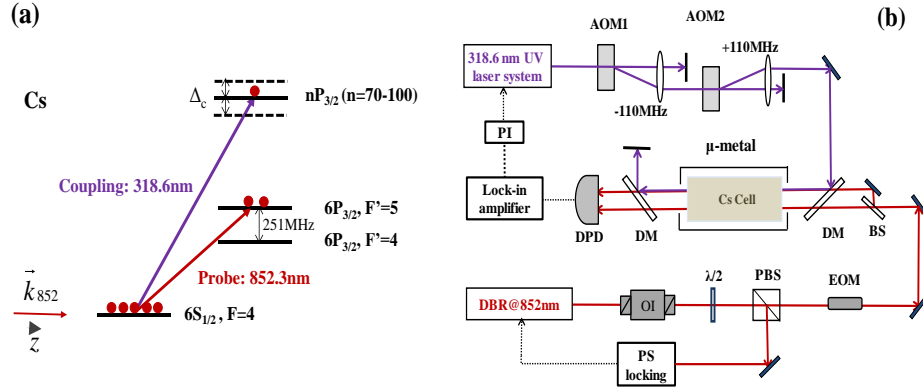 (a)
Cs
Δc
nP3/2 (n=70-100)
Coupling: 318.6nm
6P3/2, F'=5
251MHz
6P3/2, F'=4
Probe: 852.3nm
k852
z
6S1/2, F=4
(b)
AOM1
AOM2
318.6 nm UV
laser system
+110MHz
-110MHz
PI
μ-metal
Lock-in
amplifier
Cs Cell
DPD
DM
DM
BS
DBR@852nm
OI
λ/2
PBS
EOM
PS
locking